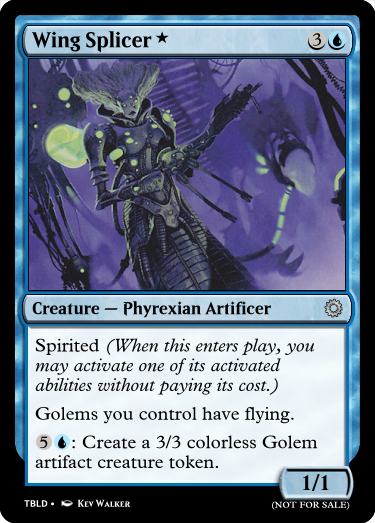 Wing Splicer ★ 3
Creature — Phyrexian Artificer
Spirited (When this enters play, you
may activate one of its activated
abilities without paying its cost.)
Golems you control have flying.
5 : Create a 3/3 colorless Golem
artifact creature token.
1/1
TBLD • Kev Walker
(NOT FOR SALE)